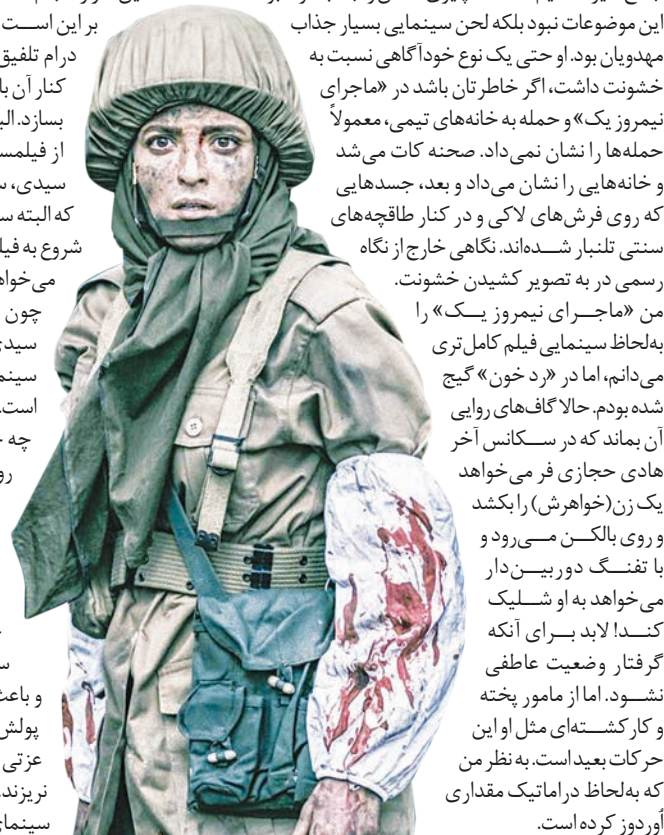 این موضوعات نبود بلکه لحن سینمایی بسیار جذاب
مهدویان بود. او حتی یک نوع خودآگاهی نسبت به
خشونت داشت، اگر خاطرتان باشد در «ماجرای
نیمروز یک» و حمله به خانه‌های تیمی، معمولاً
حمله‌ها را نشان نمی‌داد. صحنه کات می‌شد
و خانه‌هایی را نشان می‌داد و بعد، جسدهایی
که روی فرش‌های لاکی و در کنار طاقچه‌های
سنتی تلنبار شده‌اند. نگاهی خارج از نگاه
رسمی در به تصویر کشیدن خشونت.
من «ماجرای نیمروز یک» را
به‌لحاظ سینمایی فیلم کامل‌تری
می‌دانم، اما در «رد خون» گیج
شده بودم. حالا گاف‌های روایی
آن بماند که در سکانس آخر
هادی حجازی فر می‌خواهد
یک زن(خواهرش) را بکشد
و روی بالکن می‌رود و
با تفنگ دوربین‌دار
می‌خواهد به او شلیک
کند! لابد برای آنکه
گرفتار وضعیت عاطفی
نشود. اما از مامور پخته
و کارکشته‌ای مثل او این
حرکات بعید است. به نظر من
که به‌لحاظ دراماتیک مقداری
اُوردوز کرده است.
بر این است
درام تلفیق
کنار آن با
بسازد. الب
از فیلمس
سیدی، س
که البته س
شروع به فیل
می‌خواه
چون
سید
سینم
است.
چه
رو
س
و باعث
پولش
عزتی
نریزند.
سینمای